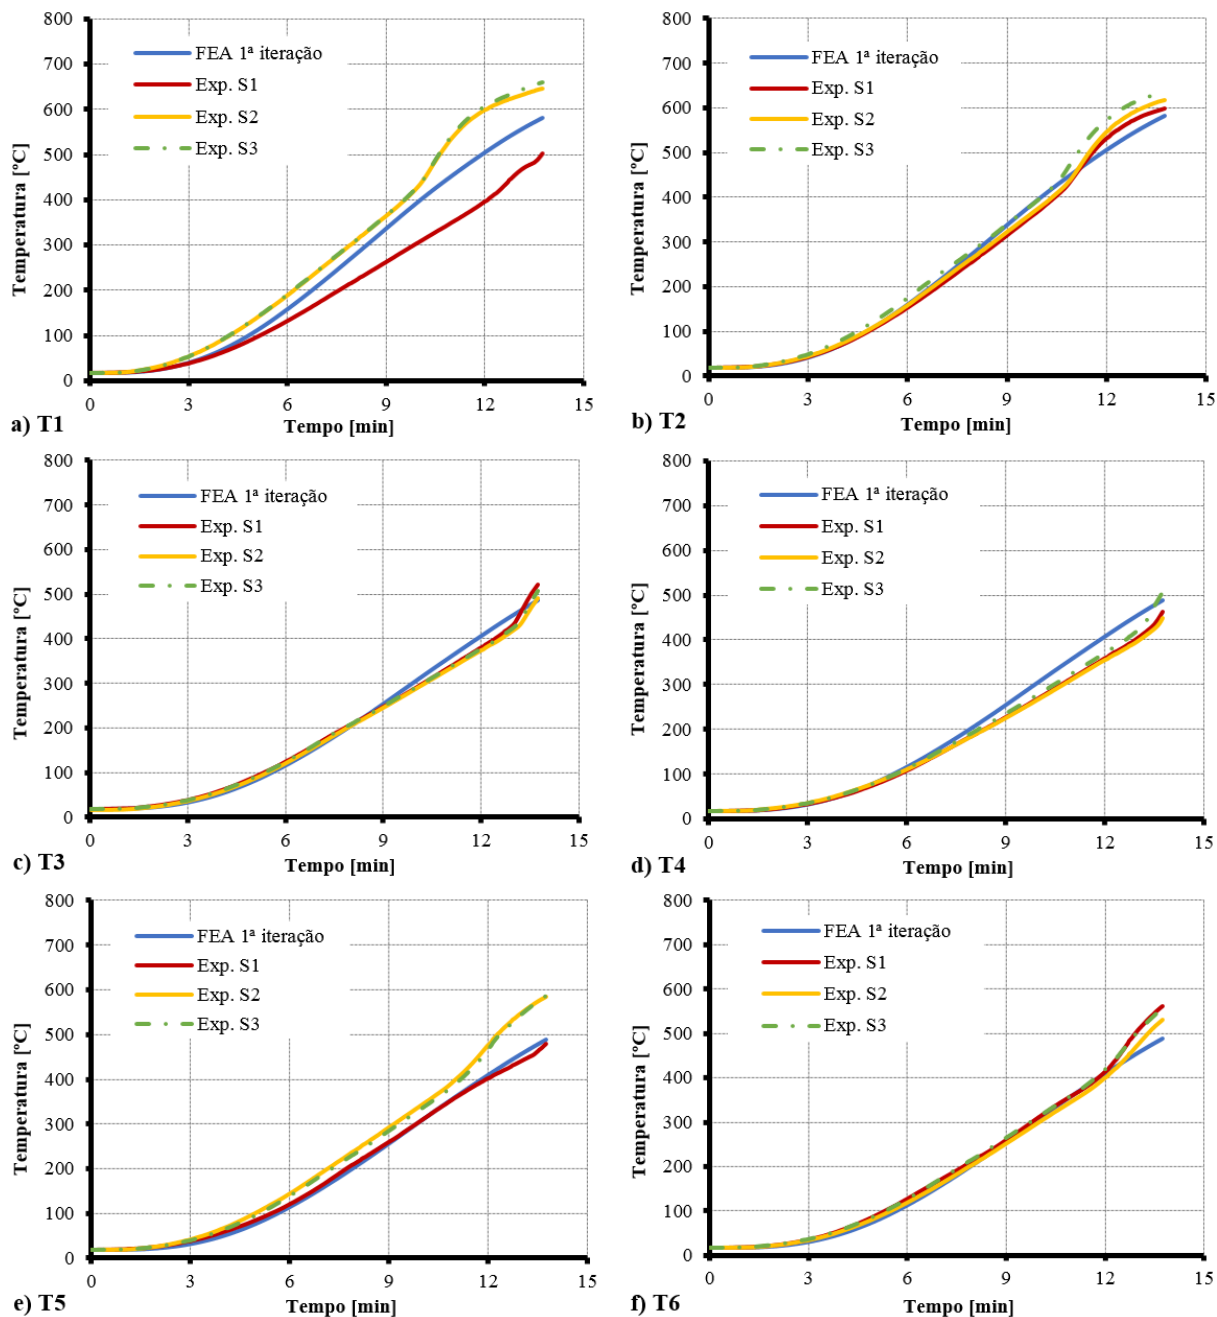 800
700
600
500
400
300
200
100
0
Temperatura [ºC]
FEA 1ª iteração
Exp. S1
Exp. S2
Exp. S3
0 3 6 9 12 15
Tempo [min]
a) T1
800
700
600
500
400
300
200
100
0
Temperatura [ºC]
FEA 1ª iteração
Exp. S1
Exp. S2
Exp. S3
0 3 6 9 12 15
Tempo [min]
b) T2
800
700
600
500
400
300
200
100
0
Temperatura [ºC]
FEA 1ª iteração
Exp. S1
Exp. S2
Exp. S3
0 3 6 9 12 15
Tempo [min]
c) T3
800
700
600
500
400
300
200
100
0
Temperatura [ºC]
FEA 1ª iteração
Exp. S1
Exp. S2
Exp. S3
0 3 6 9 12 15
Tempo [min]
d) T4
800
700
600
500
400
300
200
100
0
Temperatura [ºC]
FEA 1ª iteração
Exp. S1
Exp. S2
Exp. S3
0 3 6 9 12 15
Tempo [min]
e) T5
800
700
600
500
400
300
200
100
0
Temperatura [ºC]
FEA 1ª iteração
Exp. S1
Exp. S2
Exp. S3
0 3 6 9 12 15
Tempo [min]
f) T6